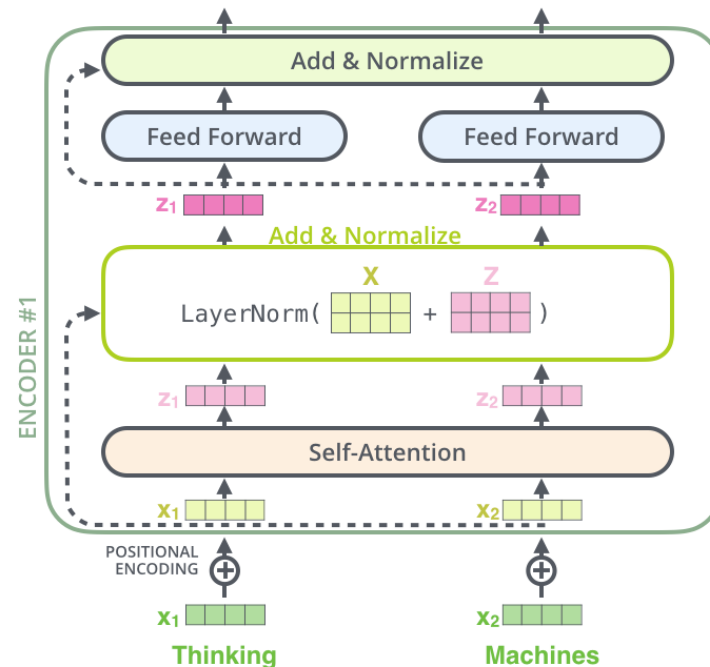 Add & Normalize
Feed Forward
Feed Forward
z1
z2
Add & Normalize
X
Z
LayerNorm(
+
)
z1
z2
Self-Attention
x1
x2
ENCODER #1
POSITIONAL
ENCODING
+
+
x1
x2
Thinking
Machines